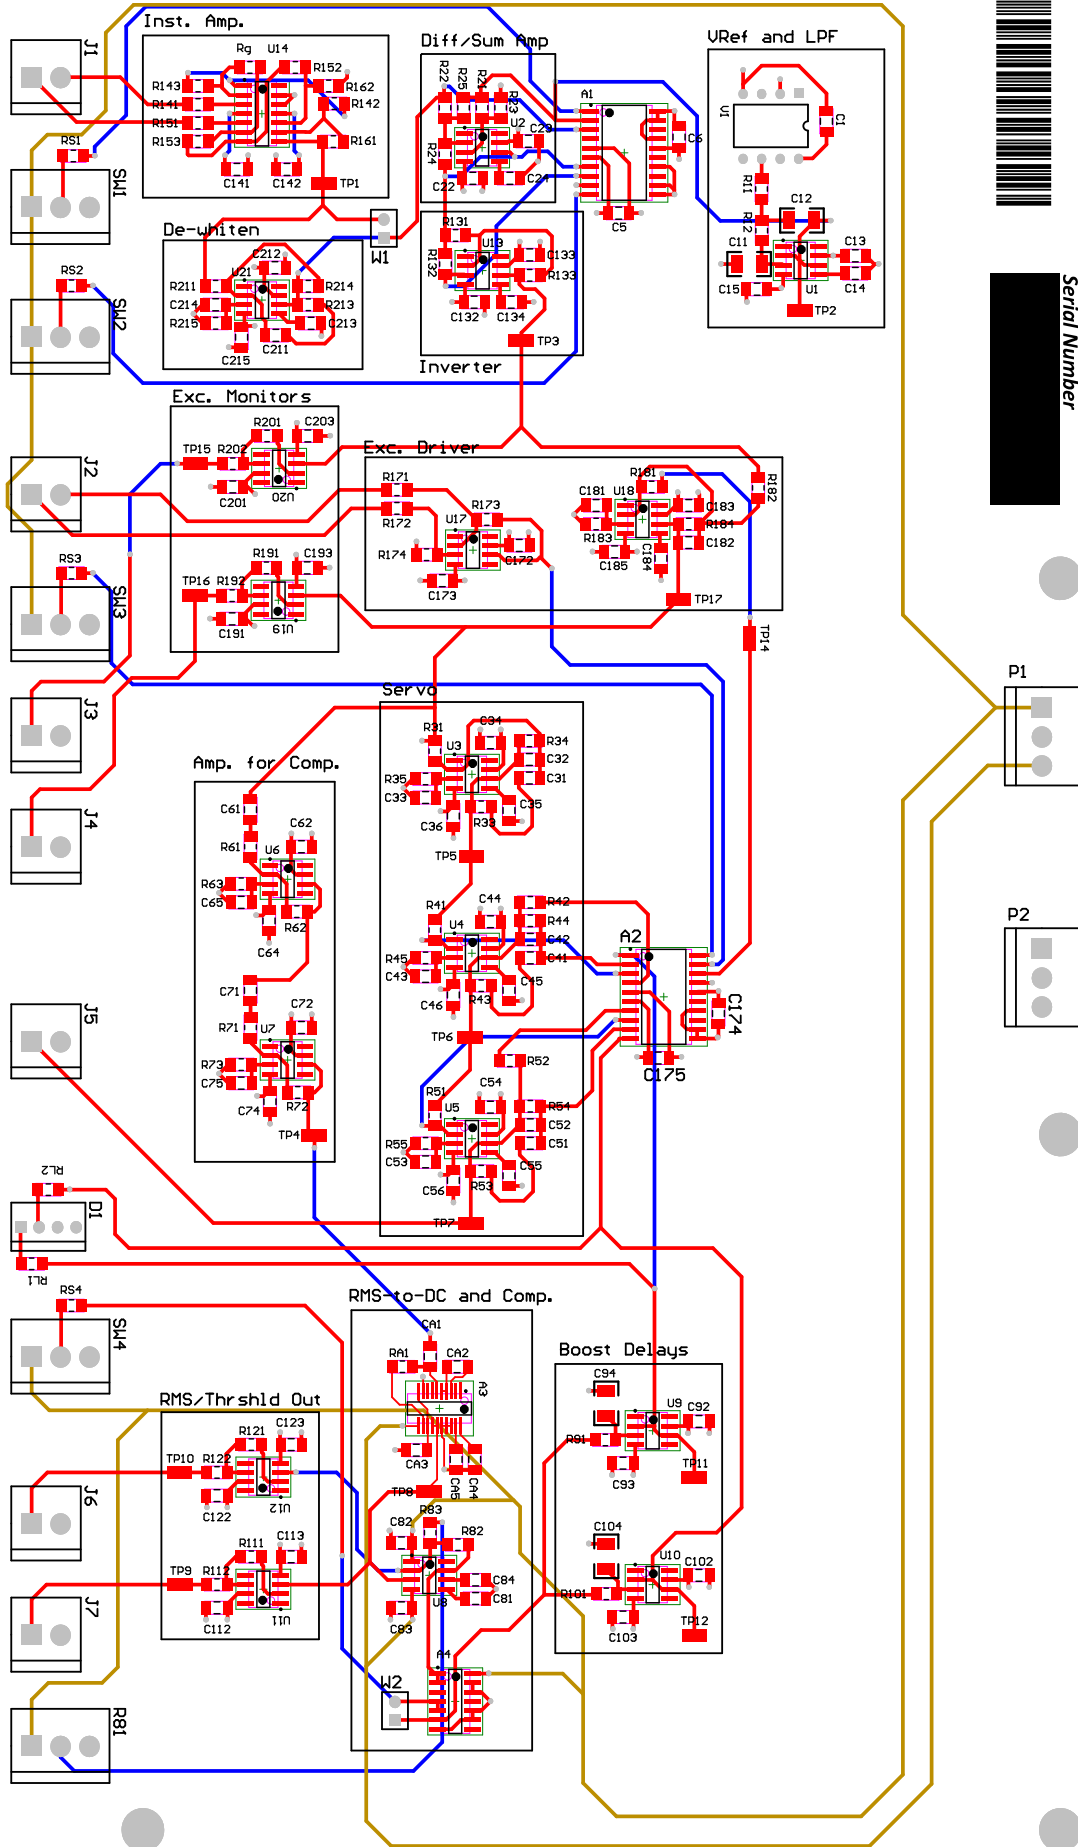 Inst. Amp.
J1
Rg
U14
R152
R143
R162
R141
R142
R151
R153
R161
C141
C142
TP1
RS1
SW1
Diff/Sum Amp
R22
R25
R21
R23
U2
C23
R24
C22
C24
A1
C6
C5
VRef and LPF
U1
C1
R11
C12
R12
C11
C13
C15
U1
C14
TP2
Serial Number
W1
De-whiten
C212
U21
R211
R214
C214
R213
R215
C213
C215
C211
RS2
SW2
R131
U13
C133
R132
R133
C132
C134
TP3
Inverter
Exc. Monitors
R201
C203
TP15
R202
C201
U20
J2
Exc. Driver
R171
R172
U17
R173
R174
C172
C173
R181
R182
C181
U18
C183
R183
R184
C182
C185
C184
TP17
TP14
RS3
SW3
R191
C193
TP16
R192
C191
U19
J3
J4
P1
P2
Servo
R31
U3
C34
R34
C32
R35
C31
C33
C36
R33
C35
TP5
Amp. for Comp.
C61
C62
R61
U6
R63
C65
R62
C64
C71
C72
R71
U7
R73
C75
C74
R72
TP4
R41
U4
C44
R42
R44
C42
R45
C41
C43
C46
R43
C45
TP6
A2
C174
C175
R52
R51
U5
C54
R54
C52
R55
C51
C53
C56
R53
C55
TP7
J5
RL2
D1
RL1
RS4
SW4
RMS-to-DC and Comp.
CA1
RA1
CA2
A3
CA3
CA5
CA4
TP8
R83
C82
R82
C84
C81
U8
C83
A4
W2
Boost Delays
C94
U9
C92
R91
C93
TP11
C104
U10
C102
R101
C103
TP12
RMS/Thrshld Out
R121
C123
TP10
R122
C122
U12
R111
C113
TP9
R112
C112
U11
J6
J7
R81